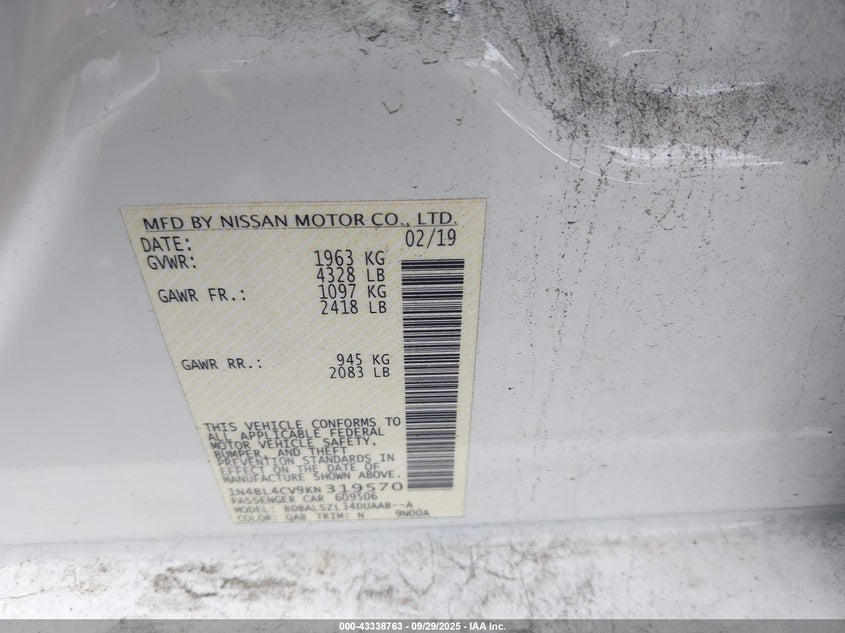 MFD BY NISSAN MOTOR CO., LTD.
DATE: 02/19
GVWR: 1963 KG
4328 LB
GAWR FR.: 1097 KG
2418 LB
GAWR RR.: 945 KG
2083 LB
THIS VEHICLE CONFORMS TO
ALL APPLICABLE FEDERAL
MOTOR VEHICLE SAFETY,
BUMPER, AND THEFT
PREVENTION STANDARDS IN
EFFECT ON THE DATE OF
MANUFACTURE SHOWN ABOVE.
1N4BL4CV9KN319570
PASSENGER CAR 609506
MODEL: BDBALSZL34DUAAB--A
COLOR: QAB TRIM: N 9N00A
000-43338763 - 09/29/2025 - IAA Inc.